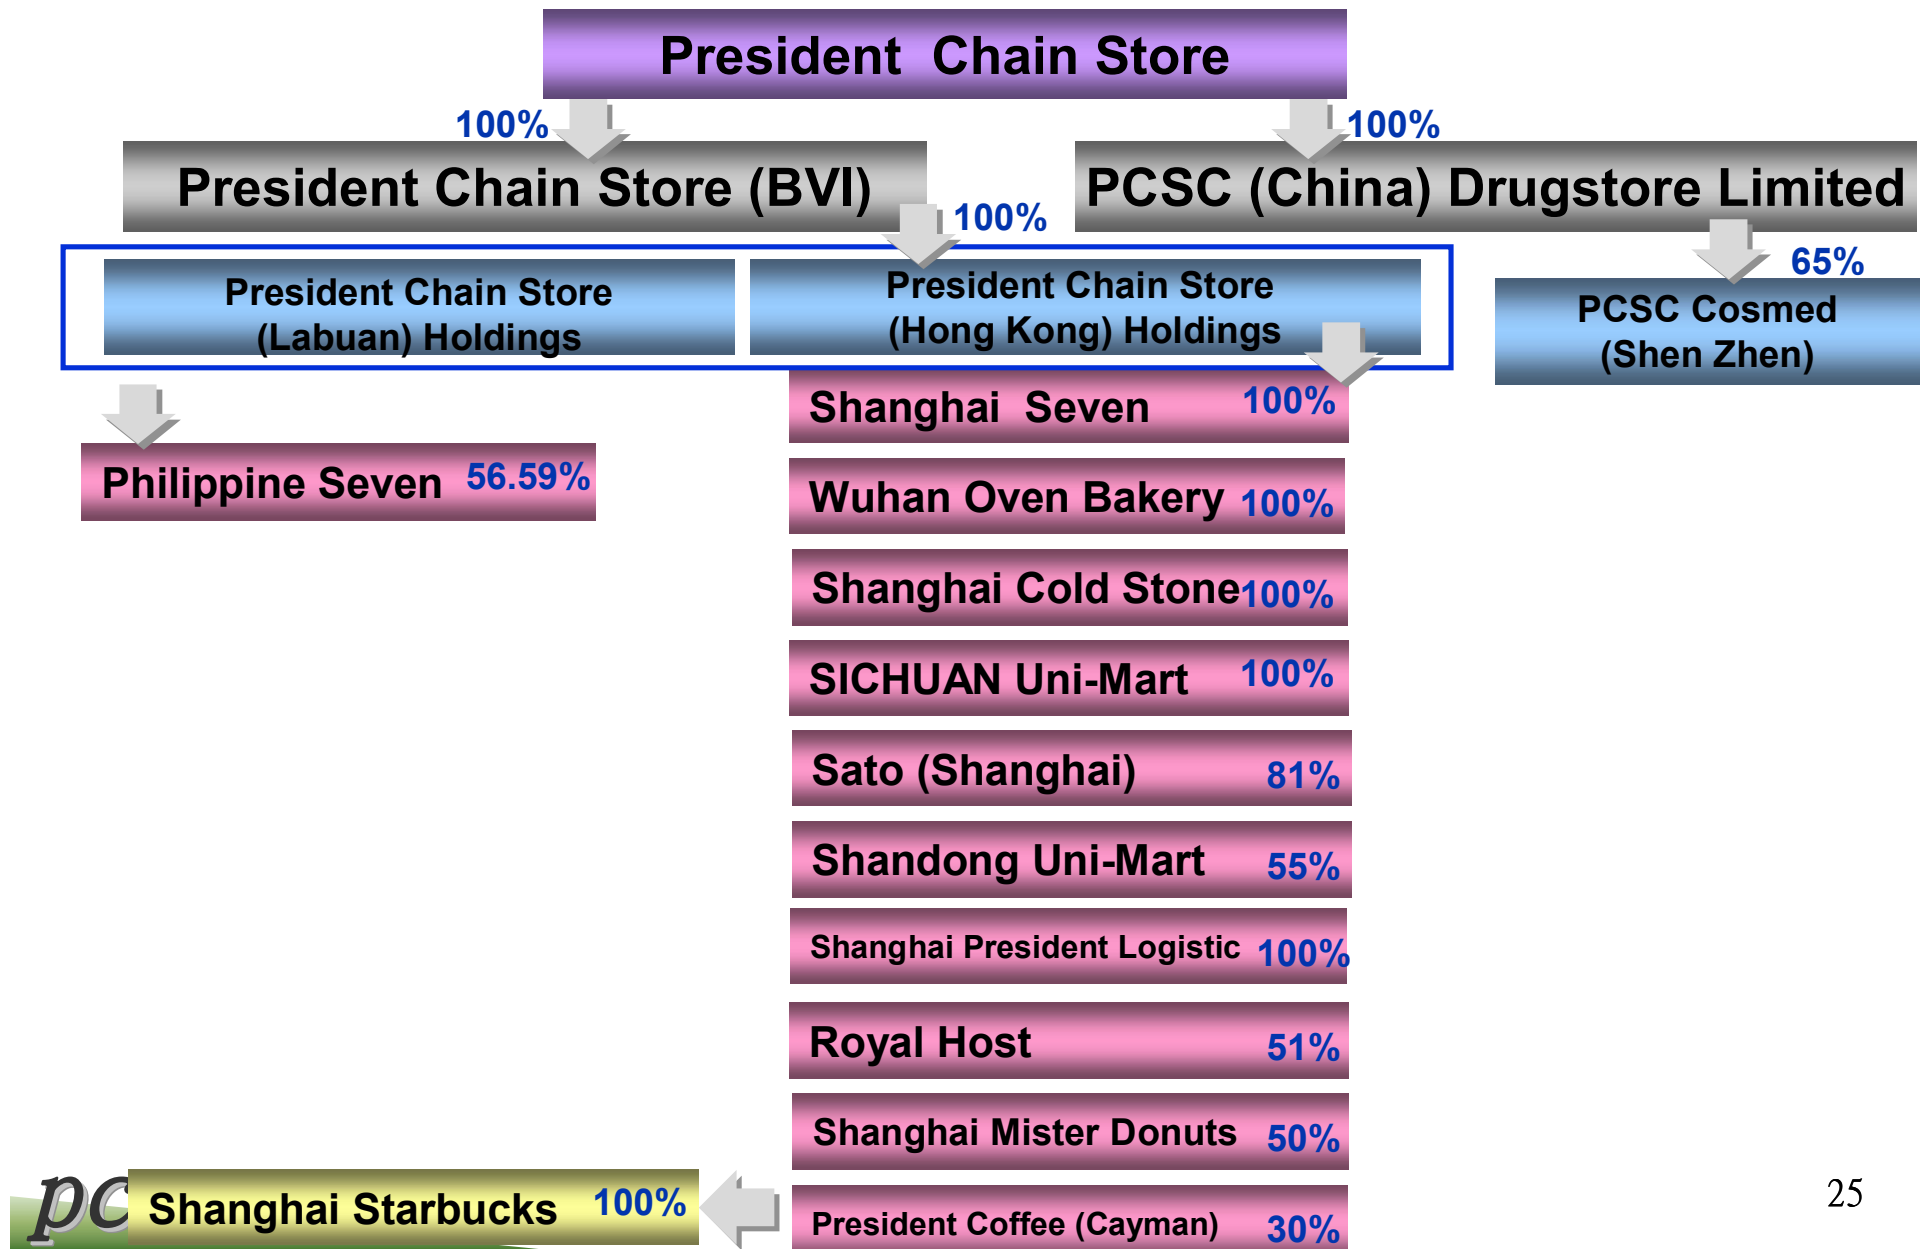 President Chain Store
100%
100%
President Chain Store (BVI)
PCSC (China) Drugstore Limited
100%
65%
President Chain Store
(Labuan) Holdings
President Chain Store
(Hong Kong) Holdings
PCSC Cosmed
(Shen Zhen)
Shanghai Seven 100%
Philippine Seven 56.59%
Wuhan Oven Bakery 100%
Shanghai Cold Stone 100%
SICHUAN Uni-Mart 100%
Sato (Shanghai) 81%
Shandong Uni-Mart 55%
Shanghai President Logistic 100%
Royal Host 51%
Shanghai Mister Donuts 50%
pc
Shanghai Starbucks 100%
President Coffee (Cayman) 30%
25